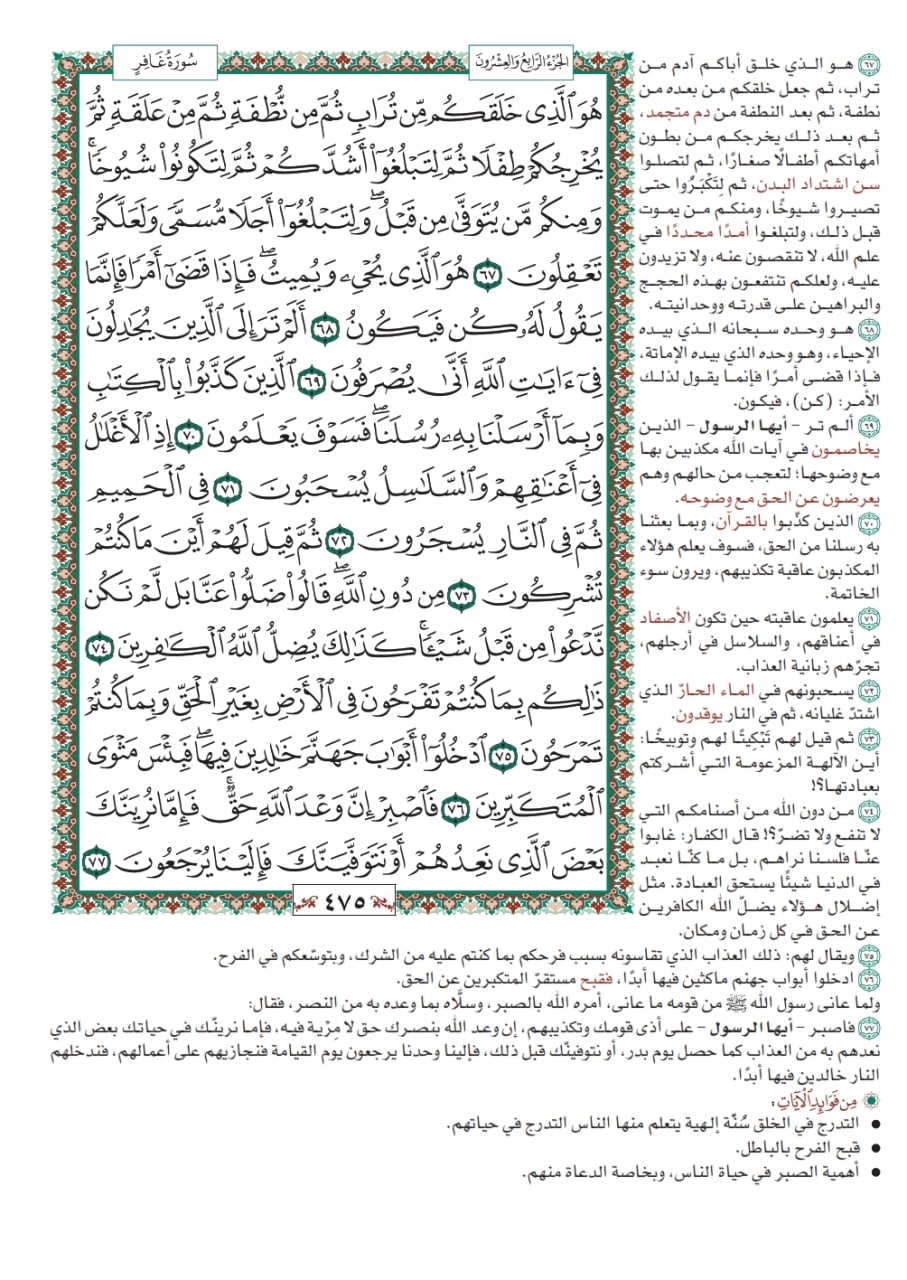 سُورَةُ غَافِرٍ
الجُزْءُ الرَّابِعُ وَالعِشْرُونَ
هُوَ ٱلَّذِى خَلَقَكُم مِّن تُرَابٍ ثُمَّ مِن نُّطْفَةٍ ثُمَّ مِنْ عَلَقَةٍ ثُمَّ
يُخْرِجُكُمْ طِفْلًا ثُمَّ لِتَبْلُغُوٓا۟ أَشُدَّكُمْ ثُمَّ لِتَكُونُوا۟ شُيُوخًا ۚ
وَمِنكُم مَّن يُتَوَفَّىٰ مِن قَبْلُ ۖ وَلِتَبْلُغُوٓا۟ أَجَلًا مُّسَمًّى وَلَعَلَّكُمْ
تَعْقِلُونَ ٦٧ هُوَ ٱلَّذِى يُحْىِۦ وَيُمِيتُ ۖ فَإِذَا قَضَىٰٓ أَمْرًا فَإِنَّمَا
يَقُولُ لَهُۥ كُن فَيَكُونُ ٦٨ أَلَمْ تَرَ إِلَى ٱلَّذِينَ يُجَٰدِلُونَ
فِىٓ ءَايَٰتِ ٱللَّهِ أَنَّىٰ يُصْرَفُونَ ٦٩ ٱلَّذِينَ كَذَّبُوا۟ بِٱلْكِتَٰبِ
وَبِمَآ أَرْسَلْنَا بِهِۦ رُسُلَنَا ۖ فَسَوْفَ يَعْلَمُونَ ٧٠ إِذِ ٱلْأَغْلَٰلُ
فِىٓ أَعْنَٰقِهِمْ وَٱلسَّلَٰسِلُ يُسْحَبُونَ ٧١ فِى ٱلْحَمِيمِ
ثُمَّ فِى ٱلنَّارِ يُسْجَرُونَ ٧٢ ثُمَّ قِيلَ لَهُمْ أَيْنَ مَا كُنتُمْ
تُشْرِكُونَ ٧٣ مِن دُونِ ٱللَّهِ ۖ قَالُوا۟ ضَلُّوا۟ عَنَّا بَل لَّمْ نَكُن
نَّدْعُوا۟ مِن قَبْلُ شَيْـًٔا ۚ كَذَٰلِكَ يُضِلُّ ٱللَّهُ ٱلْكَٰفِرِينَ ٧٤
ذَٰلِكُم بِمَا كُنتُمْ تَفْرَحُونَ فِى ٱلْأَرْضِ بِغَيْرِ ٱلْحَقِّ وَبِمَا كُنتُمْ
تَمْرَحُونَ ٧٥ ٱدْخُلُوٓا۟ أَبْوَٰبَ جَهَنَّمَ خَٰلِدِينَ فِيهَا ۖ فَبِئْسَ مَثْوَى
ٱلْمُتَكَبِّرِينَ ٧٦ فَٱصْبِرْ إِنَّ وَعْدَ ٱللَّهِ حَقٌّ ۚ فَإِمَّا نُرِيَنَّكَ
بَعْضَ ٱلَّذِى نَعِدُهُمْ أَوْ نَتَوَفَّيَنَّكَ فَإِلَيْنَا يُرْجَعُونَ ٧٧
٤٧٥
٦٧ هـو الـذي خلق أباكم آدم من
تراب، ثم جعل خلقكم من بعده من
نطفة، ثم بعد النطفة من دم متجمد،
ثم بعد ذلك يخرجكم من بطون
أمهاتكم أطفالًا صغارًا، ثم لتصلوا
سن اشتداد البدن، ثم لِتَكْبَرُوا حتى
تصيروا شيوخًا، ومنكم من يموت
قبل ذلك، ولتبلغوا أمدًا محددًا في
علم الله، لا تنقصون عنه، ولا تزيدون
عليه، ولعلكم تنتفعون بهذه الحجج
والبراهين على قدرته ووحدانيته.
٦٨ هـو وحده سبحانه الذي بيده
الإحياء، وهو وحده الذي بيده الإماتة،
فإذا قضى أمرًا فإنما يقول لذلك
الأمر: (كن)، فيكون.
٦٩ ألـم تر – أيها الرسول – الذين
يخاصمون في آيات الله مكذبين بها
مع وضوحها؛ لتعجب من حالهم وهم
يعرضون عن الحق مع وضوحه.
٧٠ الذين كذّبوا بالقرآن، وبما بعثنا
به رسلنا من الحق، فسوف يعلم هؤلاء
المكذبون عاقبة تكذيبهم، ويرون سوء
الخاتمة.
٧١ يعلمون عاقبته حين تكون الأصفاد
في أعناقهم، والسلاسل في أرجلهم،
تجرّهم زبانية العذاب.
٧٢ يسحبونهم في الماء الحارّ الذي
اشتدّ غليانه، ثم في النار يوقدون.
٧٣ ثم قيل لهم تَبْكِيتًا لهم وتوبيخًا:
أين الآلهة المزعومة التي أشركتم
بعبادتها؟!
٧٤ من دون الله من أصنامكم التي
لا تنفع ولا تضرّ؟! قال الكفار: غابوا
عنّا فلسنا نراهم، بل ما كنّا نعبد
في الدنيا شيئًا يستحق العبادة. مثل
إضلال هؤلاء يضلّ الله الكافرين
عن الحق في كل زمان ومكان.
٧٥ ويقال لهم: ذلك العذاب الذي تقاسونه بسبب فرحكم بما كنتم عليه من الشرك، وبتوسّعكم في الفرح.
٧٦ ادخلوا أبواب جهنم ماكثين فيها أبدًا، فقبح مستقرّ المتكبرين عن الحق.
ولما عانى رسول الله ﷺ من قومه ما عانى، أمره الله بالصبر، وسلَّاه بما وعده به من النصر، فقال:
٧٧ فاصبر – أيها الرسول – على أذى قومك وتكذيبهم، إن وعد الله بنصرك حق لا مِرْية فيه، فإما نرينّك في حياتك بعض الذي
نعدهم به من العذاب كما حصل يوم بدر، أو نتوفينّك قبل ذلك، فإلينا وحدنا يرجعون يوم القيامة فنجازيهم على أعمالهم، فندخلهم
النار خالدين فيها أبدًا.
مِن فَوَائِدِ الْآيَاتِ:
• التدرج في الخلق سُنّة إلهية يتعلم منها الناس التدرج في حياتهم.
• قبح الفرح بالباطل.
• أهمية الصبر في حياة الناس، وبخاصة الدعاة منهم.